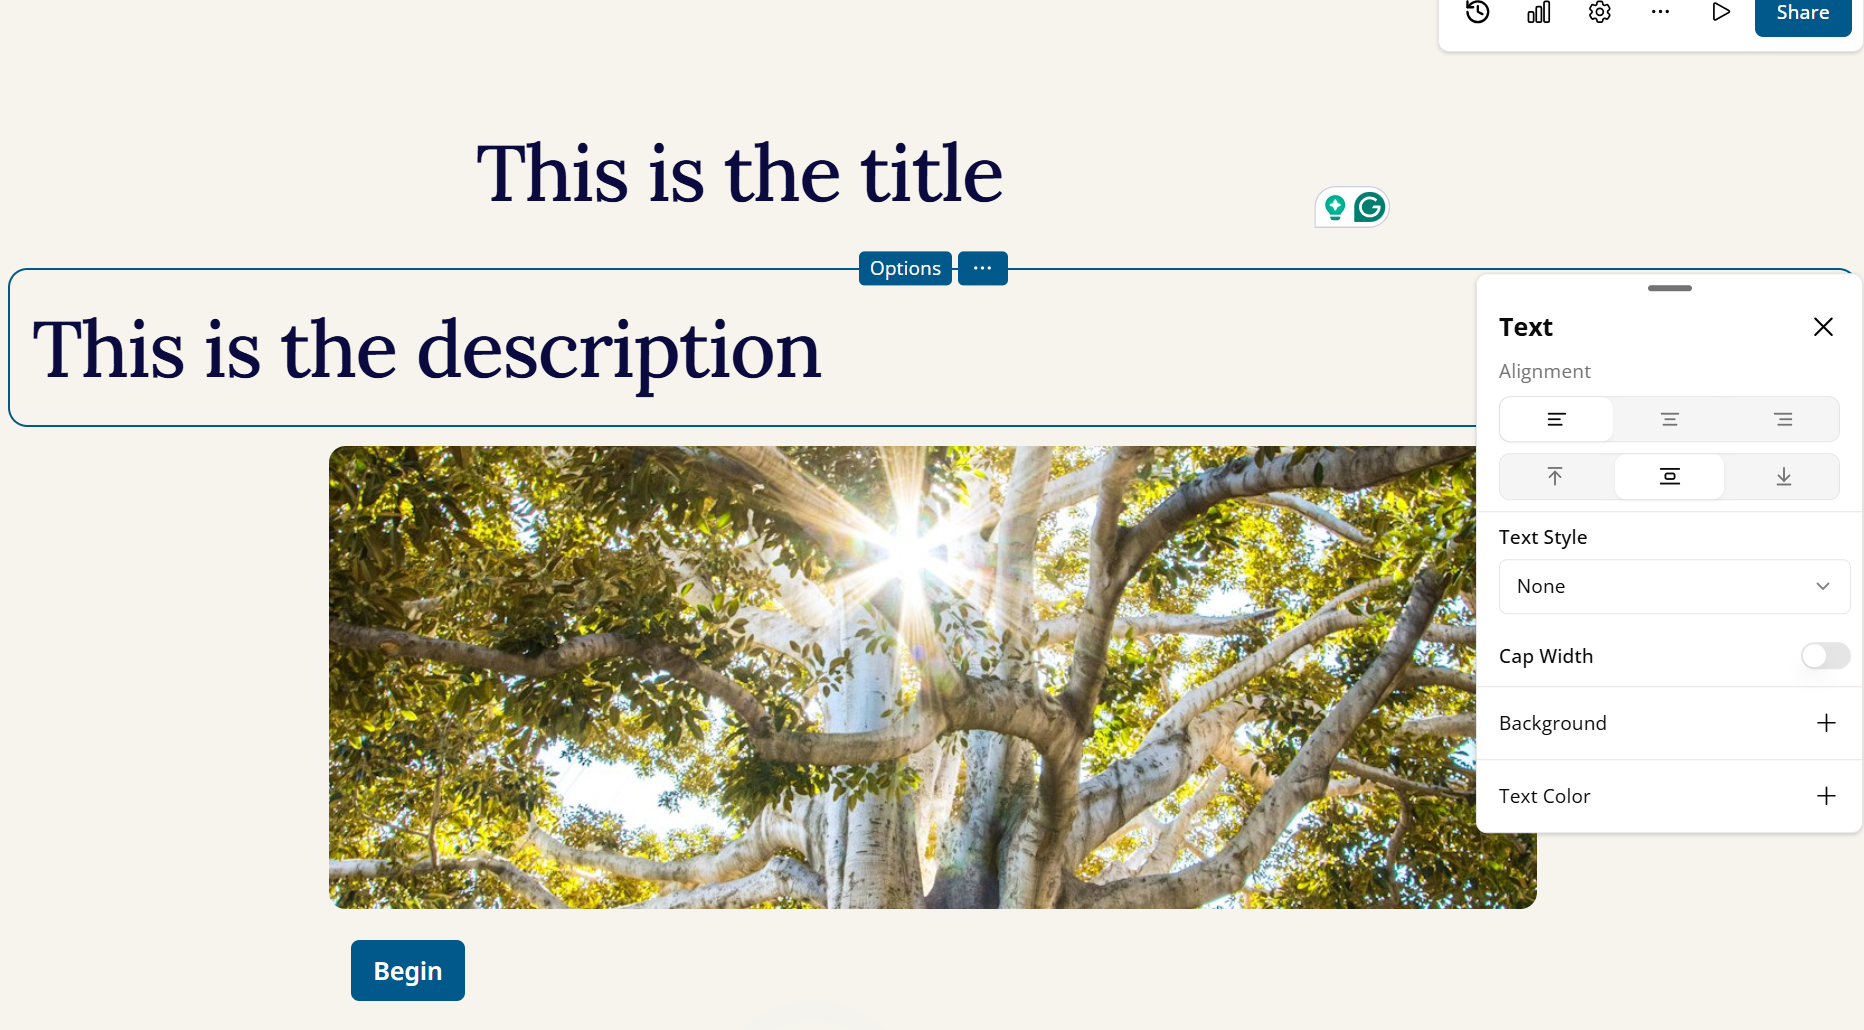 Share
This is the title
Options
This is the description
Text
Alignment
Text Style
None
Cap Width
Background
Text Color
Begin